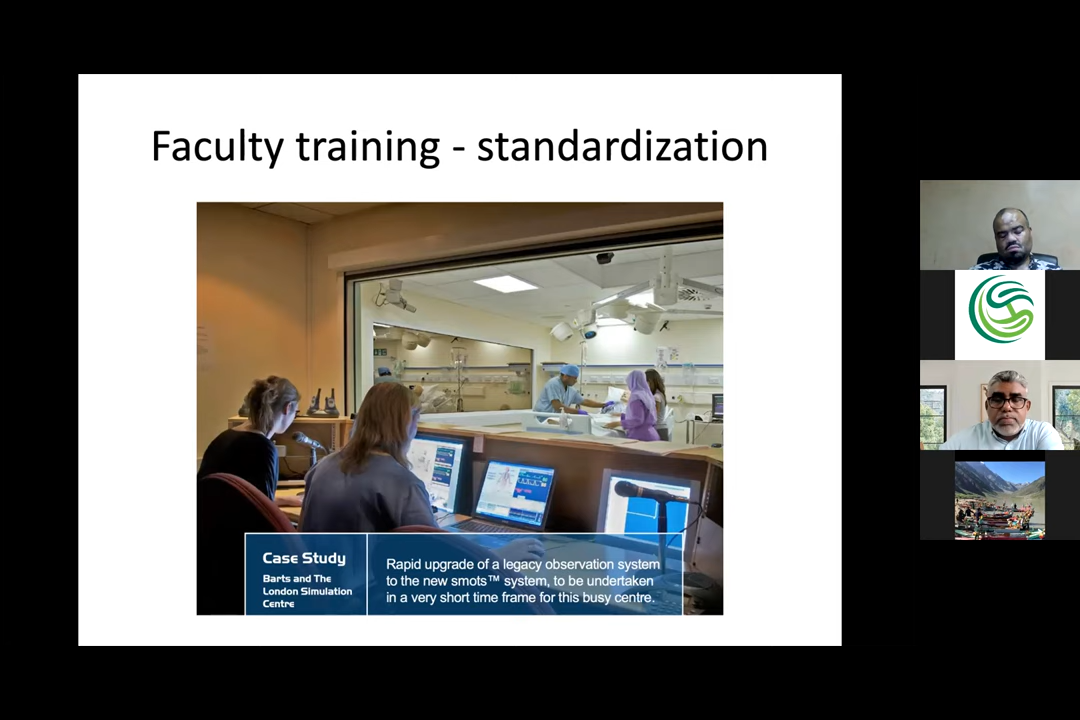 Faculty training - standardization
Case Study
Barts and The
London Simulation
Centre
Rapid upgrade of a legacy observation system
to the new smots™ system, to be undertaken
in a very short time frame for this busy centre.